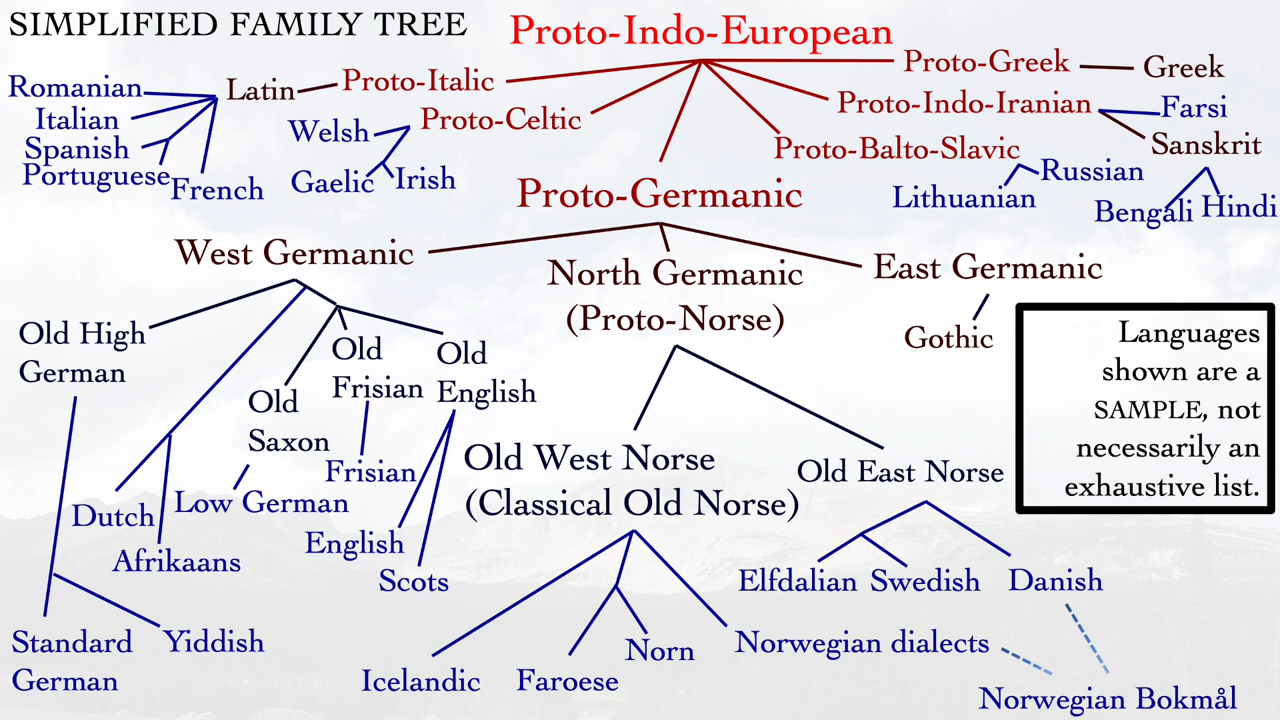 SIMPLIFIED FAMILY TREE
Proto-Indo-European
Proto-Italic
Latin
Romanian
Italian
Spanish
Portuguese
French
Proto-Celtic
Welsh
Gaelic
Irish
Proto-Greek
Greek
Proto-Indo-Iranian
Farsi
Sanskrit
Bengali
Hindi
Proto-Balto-Slavic
Russian
Lithuanian
Proto-Germanic
West Germanic
North Germanic
(Proto-Norse)
East Germanic
Gothic
Old High
German
Old
Saxon
Old
Frisian
Old
English
Dutch
Afrikaans
Low German
Frisian
English
Scots
Standard
German
Yiddish
Old West Norse
(Classical Old Norse)
Old East Norse
Icelandic
Faroese
Norn
Norwegian dialects
Elfdalian
Swedish
Danish
Norwegian Bokmål
Languages
shown are a
SAMPLE, not
necessarily an
exhaustive list.